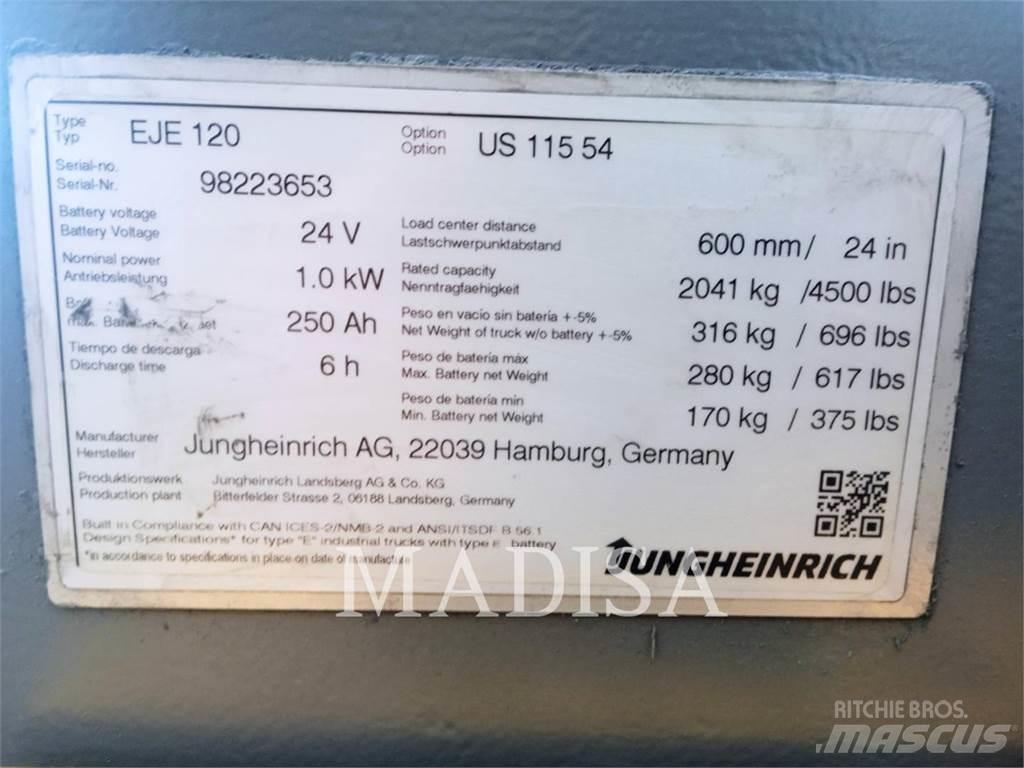 Type
Typ
EJE 120
Option
Option
US 115 54
Serial-no.
Serial-Nr.
98223653
Battery voltage
Battery Voltage
24 V
Load center distance
Lastschwerpunktabstand
600 mm/ 24 in
Nominal power
Antriebsleistung
1.0 kW
Rated capacity
Nenntragfaehigkeit
2041 kg /4500 lbs
250 Ah
Peso en vacio sin batería +-5%
Net Weight of truck w/o battery +-5%
316 kg / 696 lbs
Tiempo de descarga
Discharge time
6 h
Peso de batería máx
Max. Battery net Weight
280 kg / 617 lbs
Peso de batería min
Min. Battery net Weight
170 kg / 375 lbs
Manufacturer
Hersteller
Jungheinrich AG, 22039 Hamburg, Germany
Produktionswerk
Production plant
Jungheinrich Landsberg AG & Co. KG
Bitterfelder Strasse 2, 06188 Landsberg, Germany
Built in Compliance with CAN ICES-2/NMB-2 and ANSI/ITSDF B 56.1
Design Specifications* for type "E" industrial trucks with type E battery
*in accordance to specifications in place on date of manufacture
JUNGHEINRICH
MADISA
RITCHIE BROS.
MASCUS